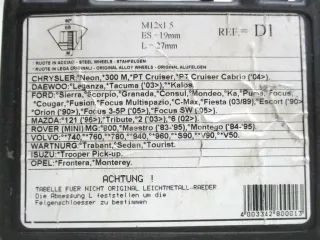 M12x1.5
ES =19mm
L = 27mm
REF.= D1
RUOTE IN ACCIAIO - STEEL WHEELS - STAHLFELGEN
RUOTE IN LEGA (ORIGINALI) - ORIGINAL ALLOY WHEELS - ORIGINAL ALUFELGEN
CHRYSLER:*Neon,*300 M,*PT Cruiser,*PT Cruiser Cabrio ('04>).
DAEWOO:*Leganza,*Tacuma ('03>),**Kalos.
FORD:*Sierra,*Scorpio,*Granada,*Consul,*Mondeo,*Ka,*Puma,*Focus,
*Cougar,*Fusion,*Focus Multispazio,*C-Max,*Fiesta (03/89),*Escort ('90>)
*Orion ('90>),*Focus 3-5P ('05>),*Focus SW ('05>).
MAZDA:*121 ('96>),*Tributo,*2 ('03>),*6 (02>).
ROVER (MINI) MG:*800, Maestro ('83-'95), Montego ('84-'95).
VOLVO:**740,**760,**780,**940,**960,**S90,**V90,**V50.
WARTNURG:*Trabant,*Sedan,*Tourist.
ISUZU:*Trooper Pick-up.
OPEL:*Frontera,*Monterey.
ACHTUNG !
TABELLE FUER NICHT ORIGINAL LEICHTMETALL-RAEDER
Die Abmessung L feststellen um die
Felgenschloesser zu bestimmen
4003342800013